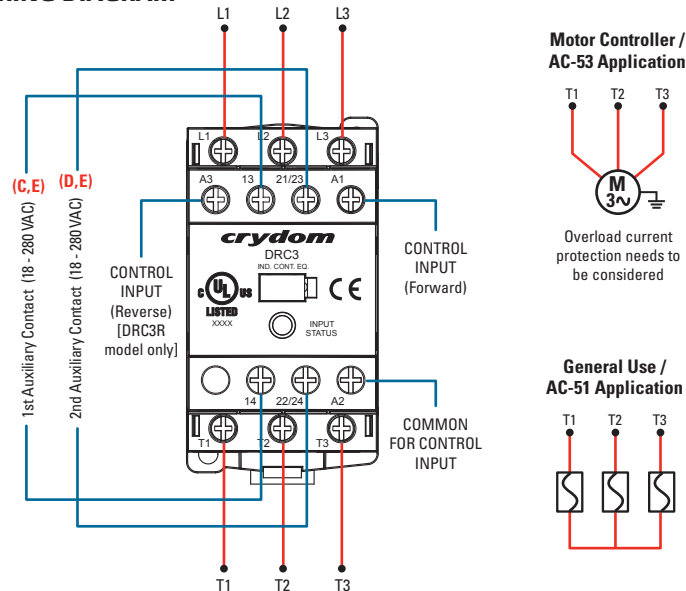 L1
L2
L3
L1
L2
L3
A3
13
21/23
A1
crydom
DRC3
IND. CONT. EQ.
C UL US
LISTED
XXXX
CE
INPUT
STATUS
14
22/24
A2
T1
T2
T3
T1
T2
T3
(C,E)
1st Auxiliary Contact (18 - 280 VAC)
(D,E)
2nd Auxiliary Contact (18 - 280 VAC)
CONTROL
INPUT
(Reverse)
[DRC3R
model only]
CONTROL
INPUT
(Forward)
COMMON
FOR CONTROL
INPUT
Motor Controller /
AC-53 Application
T1
T2
T3
M
3~
Overload current
protection needs to
be considered
General Use /
AC-51 Application
T1
T2
T3